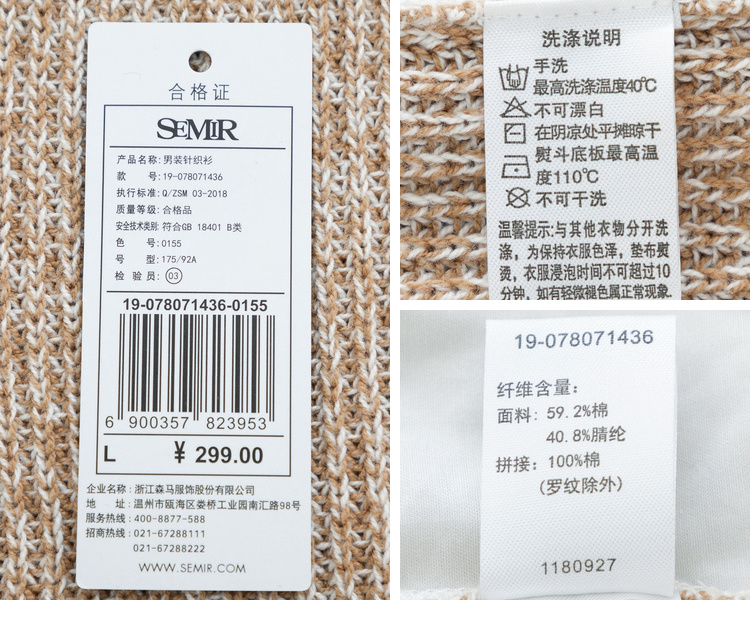 合格证
SEMIR
产品名称:男装针织衫
款 号:19-078071436
执行标准:Q/ZSM 03-2018
质量等级:合格品
安全技术类别:符合GB 18401 B类
色 号:0155
号 型:175/92A
检 验 员:03
19-078071436-0155
6 900357 823953
L ¥ 299.00
企业名称:浙江森马服饰股份有限公司
地 址:温州市瓯海区娄桥工业园南汇路98号
服务热线:400-8877-588
招商热线:021-67288111
021-67288222
WWW.SEMIR.COM
洗涤说明
手洗
最高洗涤温度40℃
不可漂白
在阴凉处平摊晾干
熨斗底板最高温
度110℃
不可干洗
温馨提示:与其他衣物分开洗
涤，为保持衣服色泽，垫布熨
烫，衣服浸泡时间不可超过10
分钟，如有轻微褪色属正常现象.
19-078071436
纤维含量:
面料: 59.2%棉
40.8%腈纶
拼接: 100%棉
(罗纹除外)
1180927